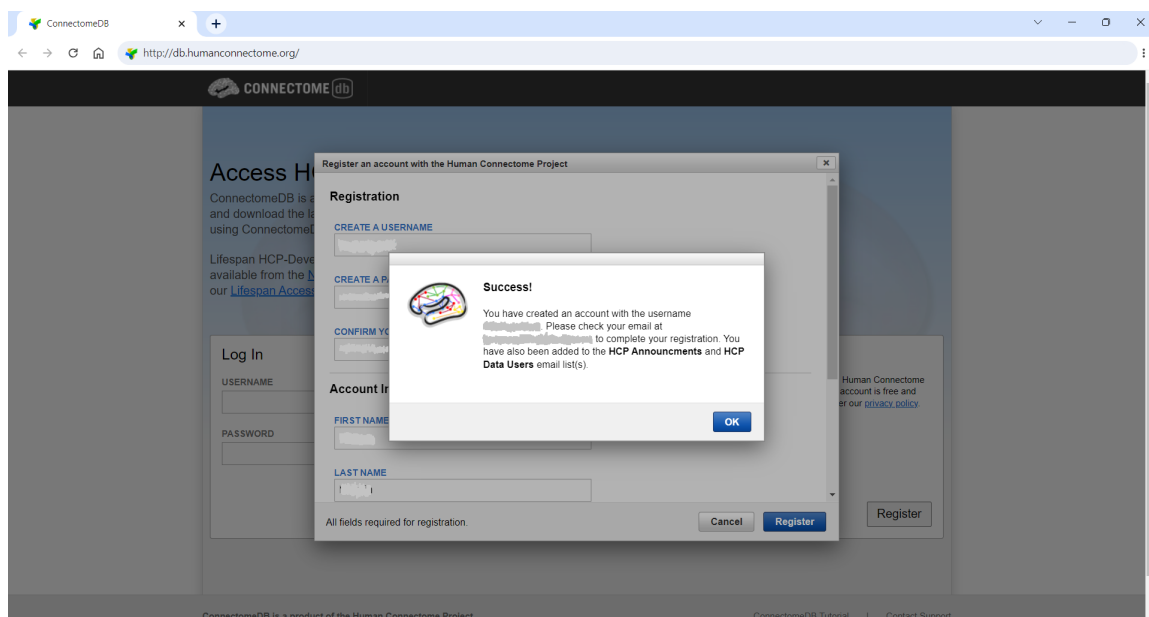 ConnectomeDB
http://db.humanconnectome.org/
CONNECTOME db
Access H
ConnectomeDB is a
and download the la
using Connectome
Lifespan HCP-Deve
available from the
our Lifespan Access
Register an account with the Human Connectome Project
Registration
CREATE A USERNAME
CREATE A PA
CONFIRM YO
Account In
FIRST NAME
LAST NAME
All fields required for registration.
Cancel
Register
Success!
You have created an account with the username
. Please check your email at
to complete your registration. You
have also been added to the HCP Announcments and HCP
Data Users email list(s).
OK
Log In
USERNAME
PASSWORD
Human Connectome
account is free and
er our privacy policy.
Register
ConnectomeDB is a product of the Human Connectome Project
ConnectomeDB Tutorial | Contact Support